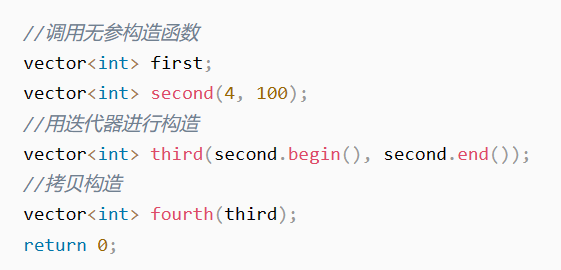 //调用无参构造函数
vector<int> first;
vector<int> second(4, 100);
//用迭代器进行构造
vector<int> third(second.begin(), second.end());
//拷贝构造
vector<int> fourth(third);
return 0;